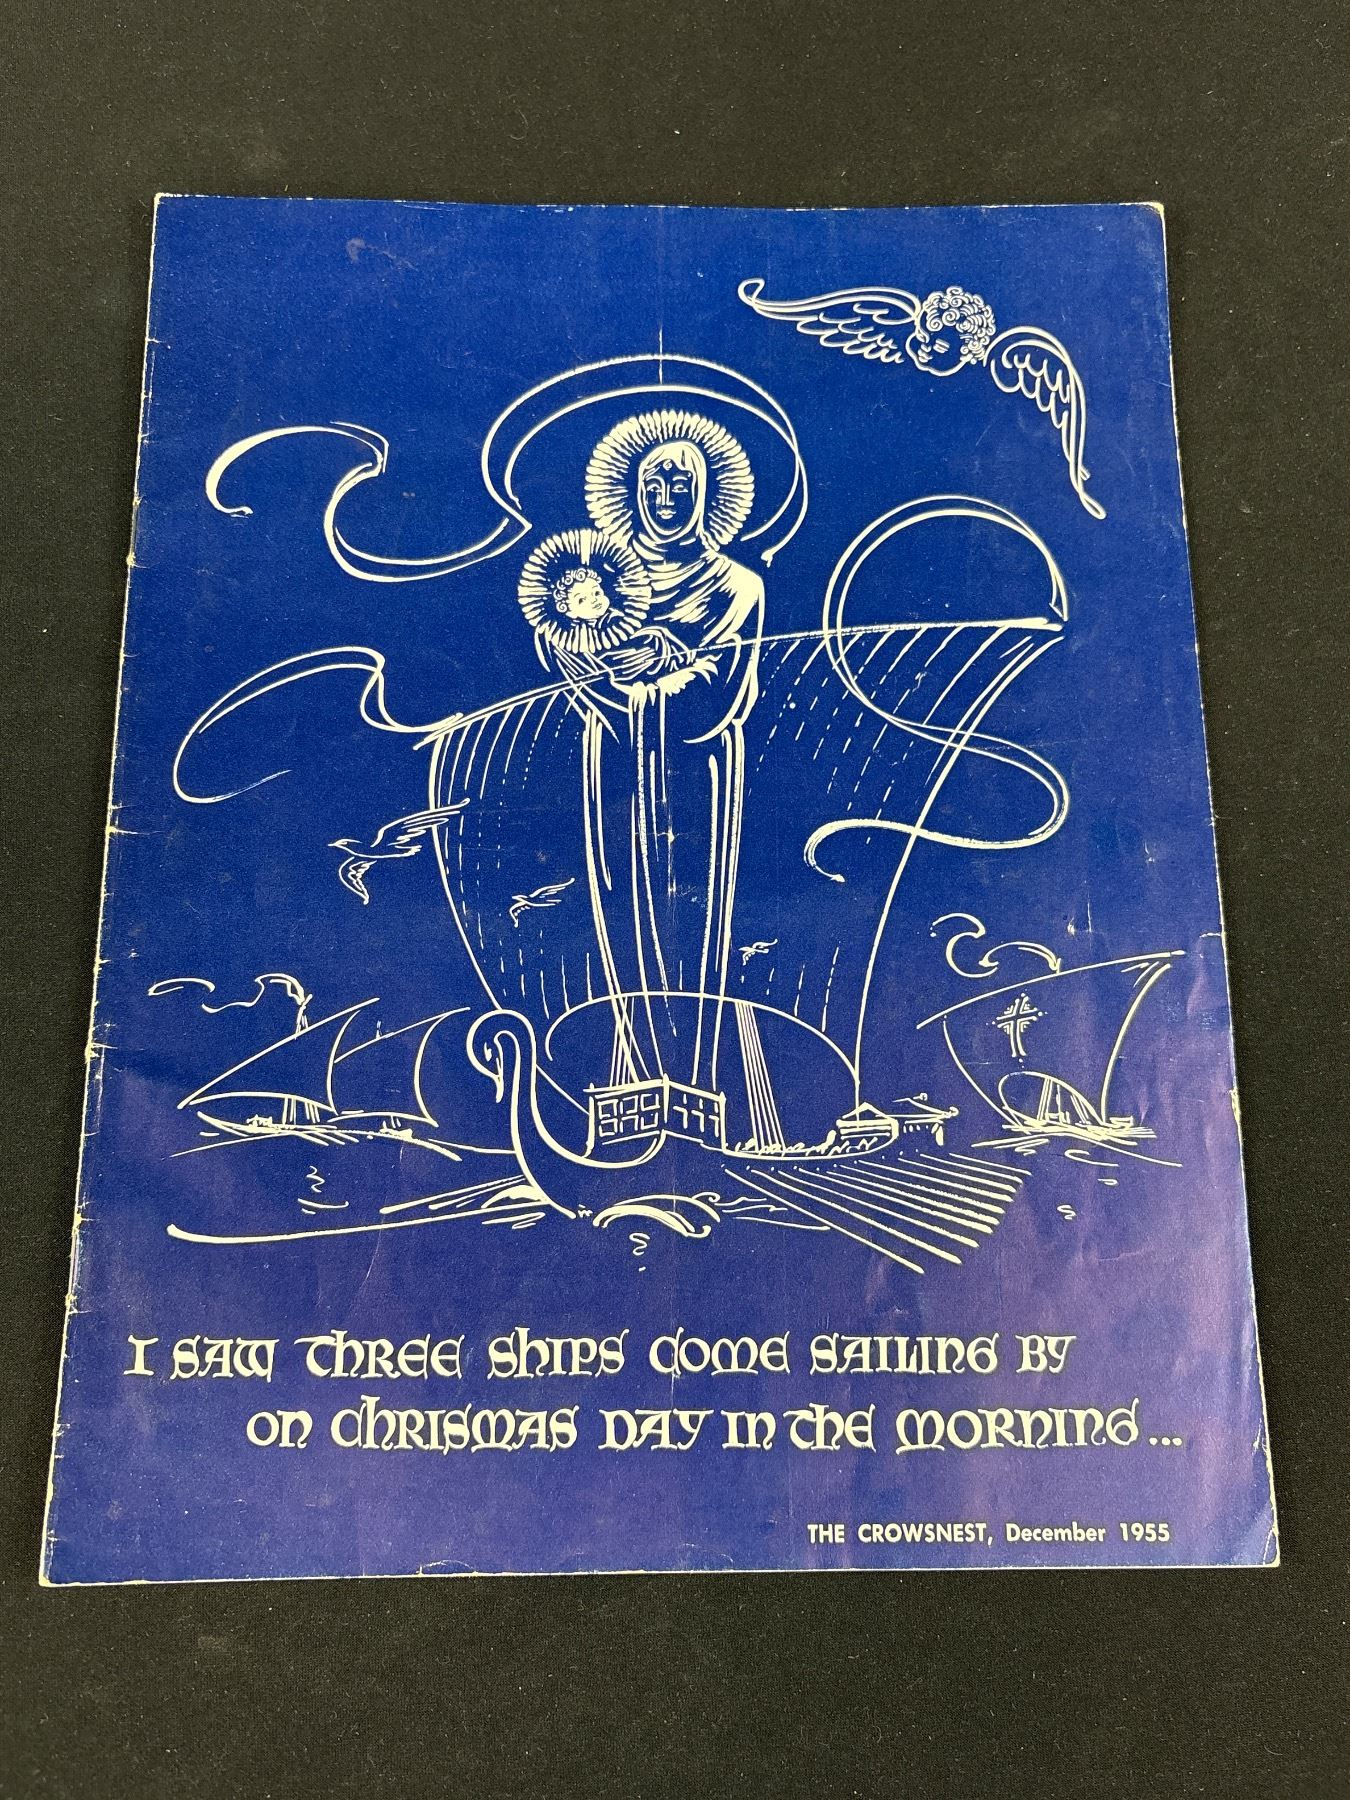 I SAW THREE SHIPS COME SAILING BY
ON CHRISMAS DAY IN THE MORNING...
THE CROWSNEST, December 1955